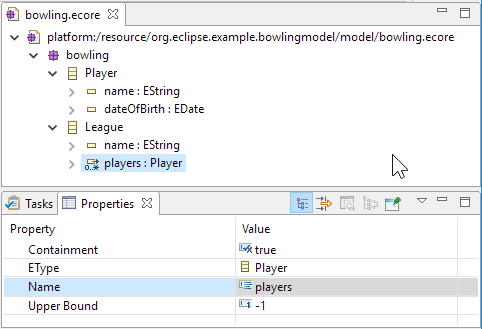 bowling.ecore
platform:/resource/org.eclipse.example.bowlingmodel/model/bowling.ecore
bowling
Player
name : EString
dateOfBirth : EDate
League
name : EString
0..* players : Player
Tasks Properties
Property Value
Containment true
EType Player
Name players
Upper Bound -1